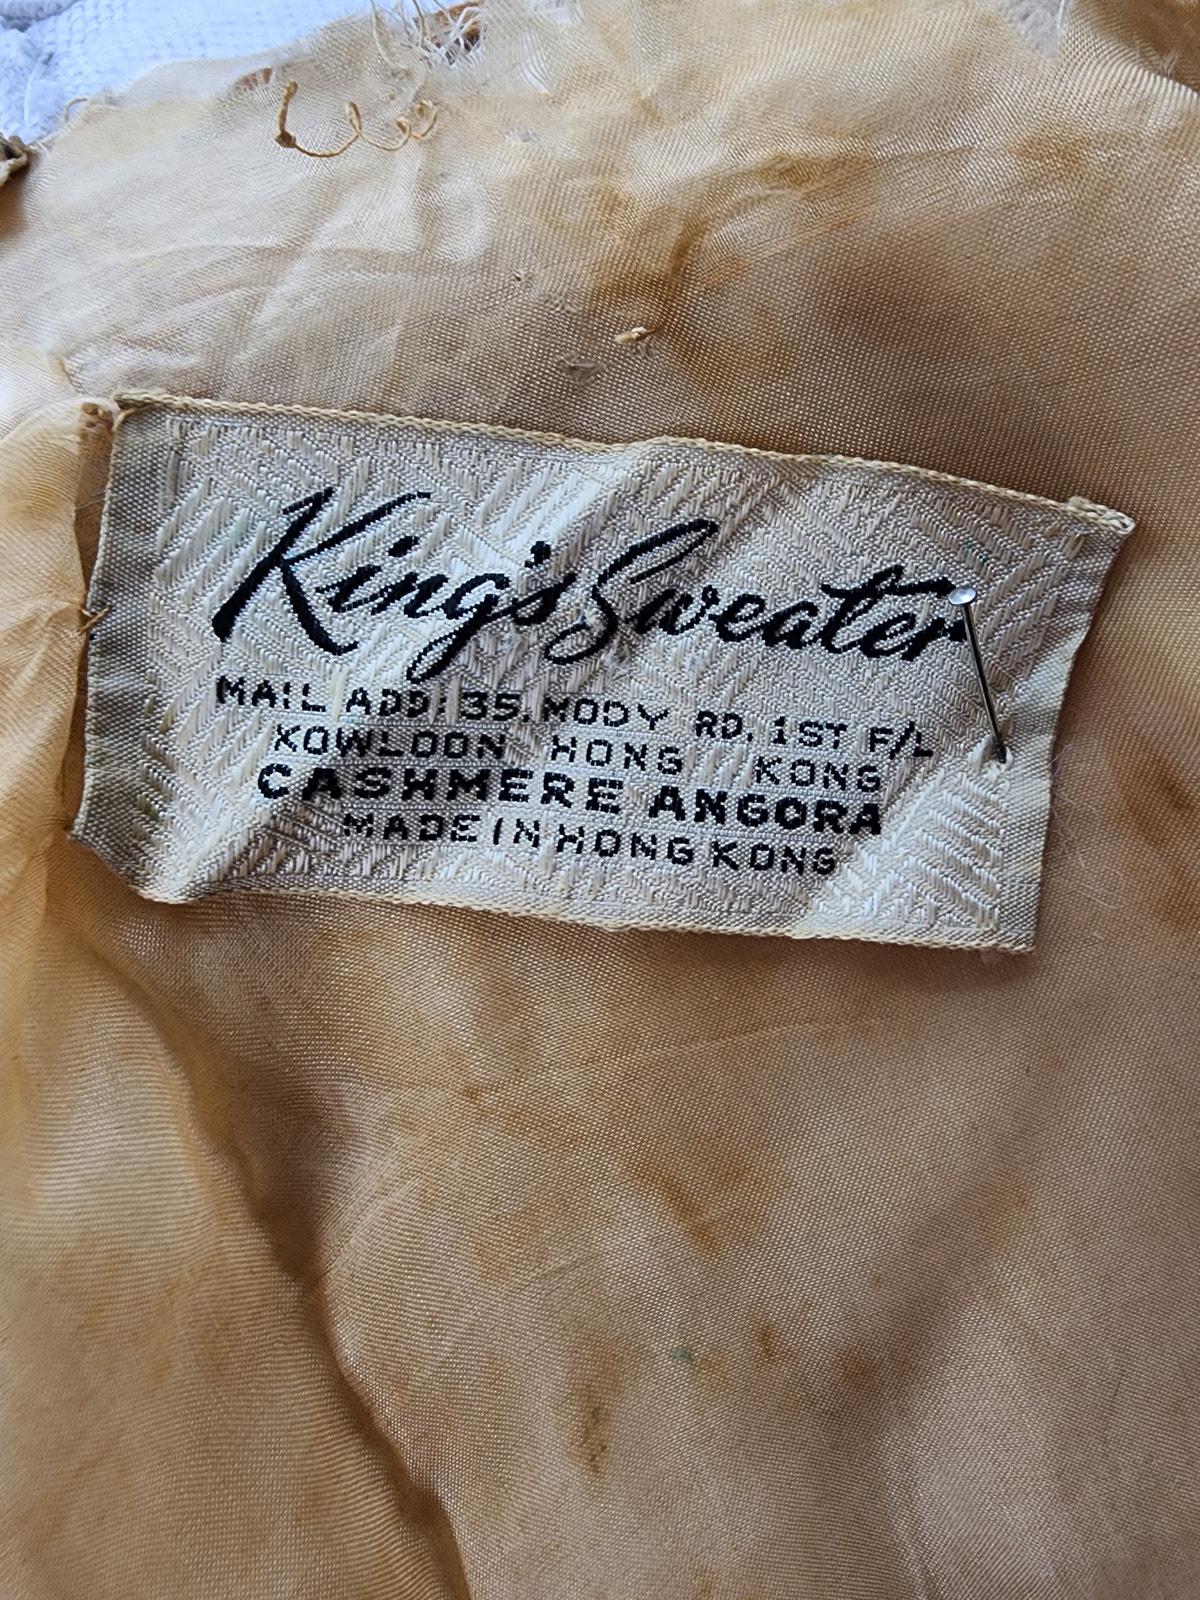 King's Sweater
MAIL ADD: 35, MODY RD. 1ST F/L
KOWLOON HONG KONG
CASHMERE ANGORA
MADE IN HONG KONG